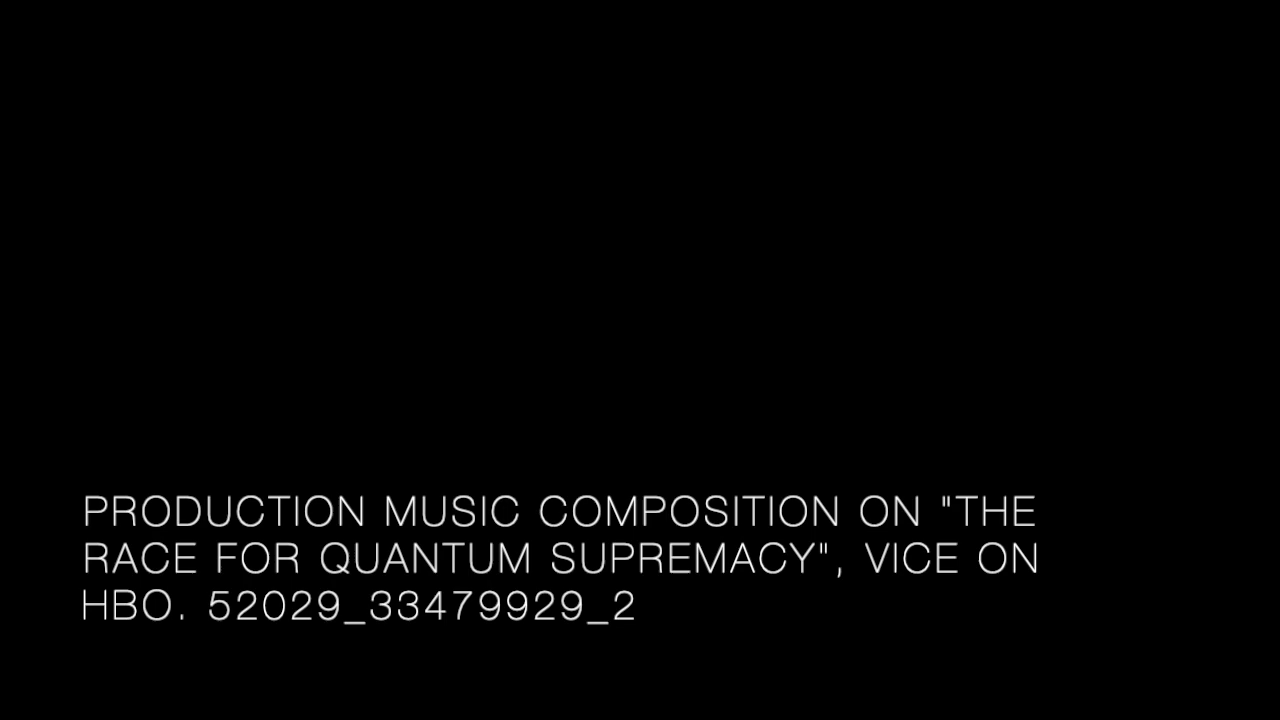 PRODUCTION MUSIC COMPOSITION ON "THE
RACE FOR QUANTUM SUPREMACY", VICE ON
HBO. 52029_33479929_2